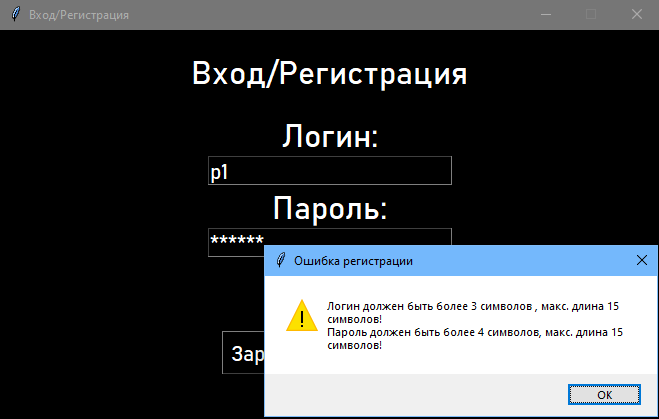 Вход/Регистрация
Вход/Регистрация
Логин:
p1
Пароль:
******
Ошибка регистрации
Логин должен быть более 3 символов , макс. длина 15
символов!
Пароль должен быть более 4 символов, макс. длина 15
символов!
Зар
OK